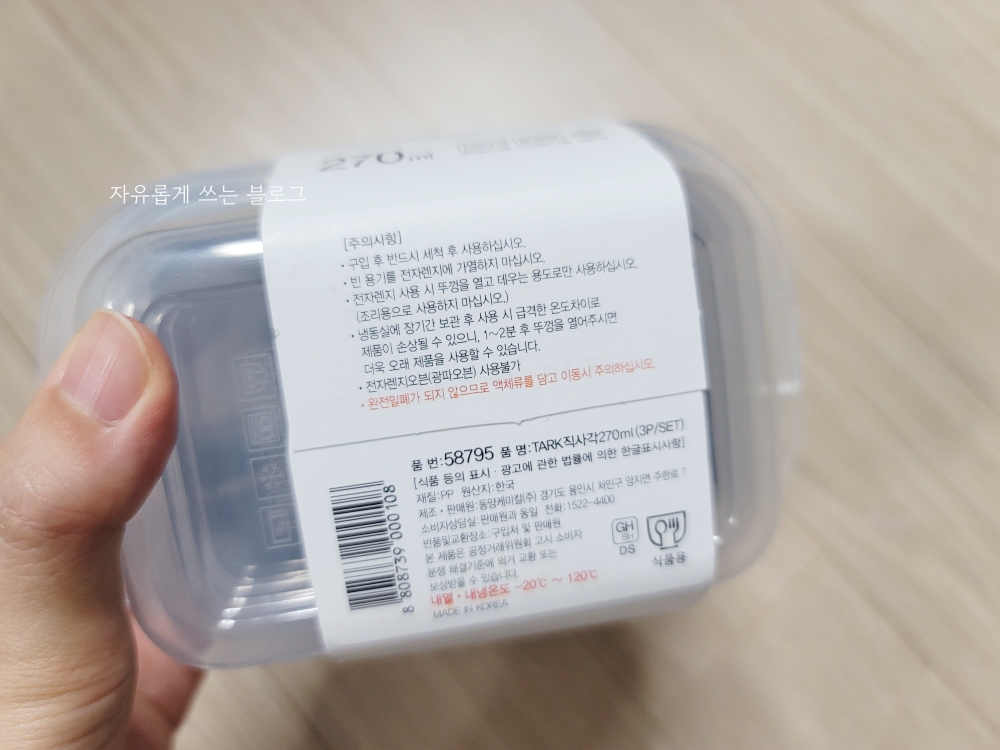 270ml
자유롭게 쓰는 블로그
[주의사항]
• 구입 후 반드시 세척 후 사용하십시오.
• 빈 용기를 전자렌지에 가열하지 마십시오.
• 전자렌지 사용 시 뚜껑을 열고 데우는 용도로만 사용하십시오.
(조리용으로 사용하지 마십시오.)
• 냉동실에 장기간 보관 후 사용 시 급격한 온도차이로
제품이 손상될 수 있으니, 1~2분 후 뚜껑을 열어주시면
더욱 오래 제품을 사용할 수 있습니다.
• 전자렌지오븐(광파오븐) 사용불가
• 완전밀폐가 되지 않으므로 액체류를 담고 이동시 주의하십시오.
품 번:58795 품 명:TARK직사각270ml(3P/SET)
[식품 등의 표시·광고에 관한 법률에 의한 한글표시사항]
재질:PP 원산지:한국
제조·판매원:동양케미칼(주) 경기도 용인시 처인구 양지면 주한로 7
소비자상담실:판매원과 동일 전화:1522-4400
반품및교환장소:구입처 및 판매원
본 제품은 공정거래위원회 고시 소비자
분쟁 해결기준에 의거 교환 또는
보상받을 수 있습니다.
내열·내냉온도 -20℃ ~ 120℃
MADE IN KOREA
8 808739 000108
GH
DS
식품용